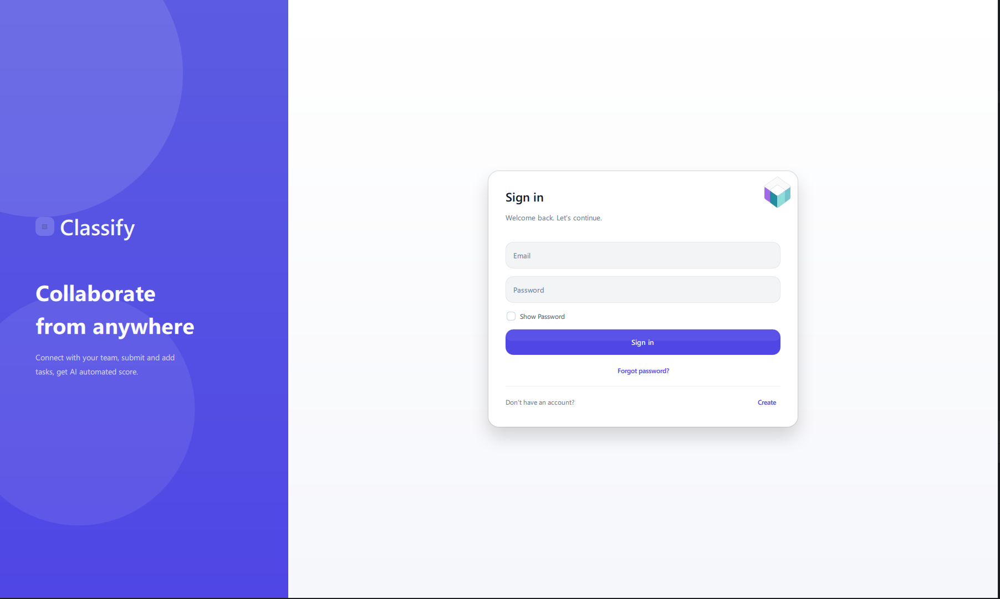 Classify
Collaborate
from anywhere
Connect with your team, submit and add
tasks, get AI automated score.
Sign in
Welcome back. Let's continue.
Email
Password
Show Password
Sign in
Forgot password?
Don't have an account?
Create